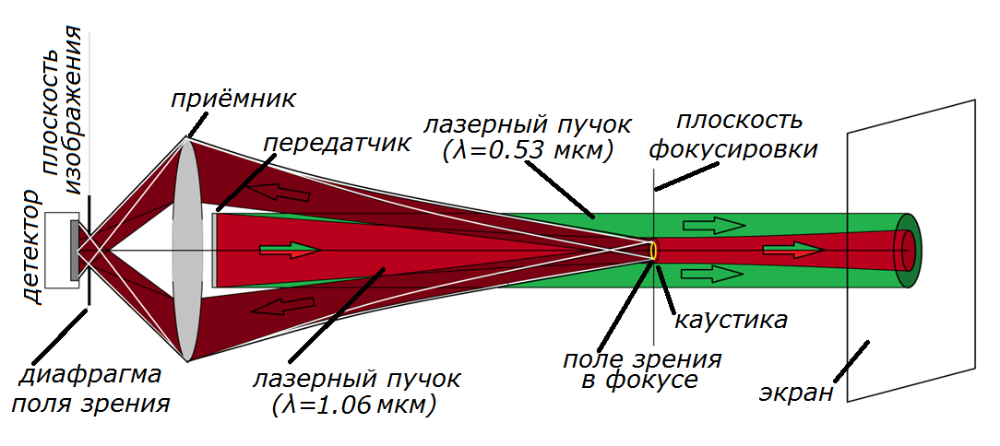 плоскость
изображения
приёмник
передатчик
лазерный пучок
(λ=0.53 мкм)
плоскость
фокусировки
детектор
диафрагма
поля зрения
лазерный пучок
(λ=1.06 мкм)
поле зрения
в фокусе
каустика
экран